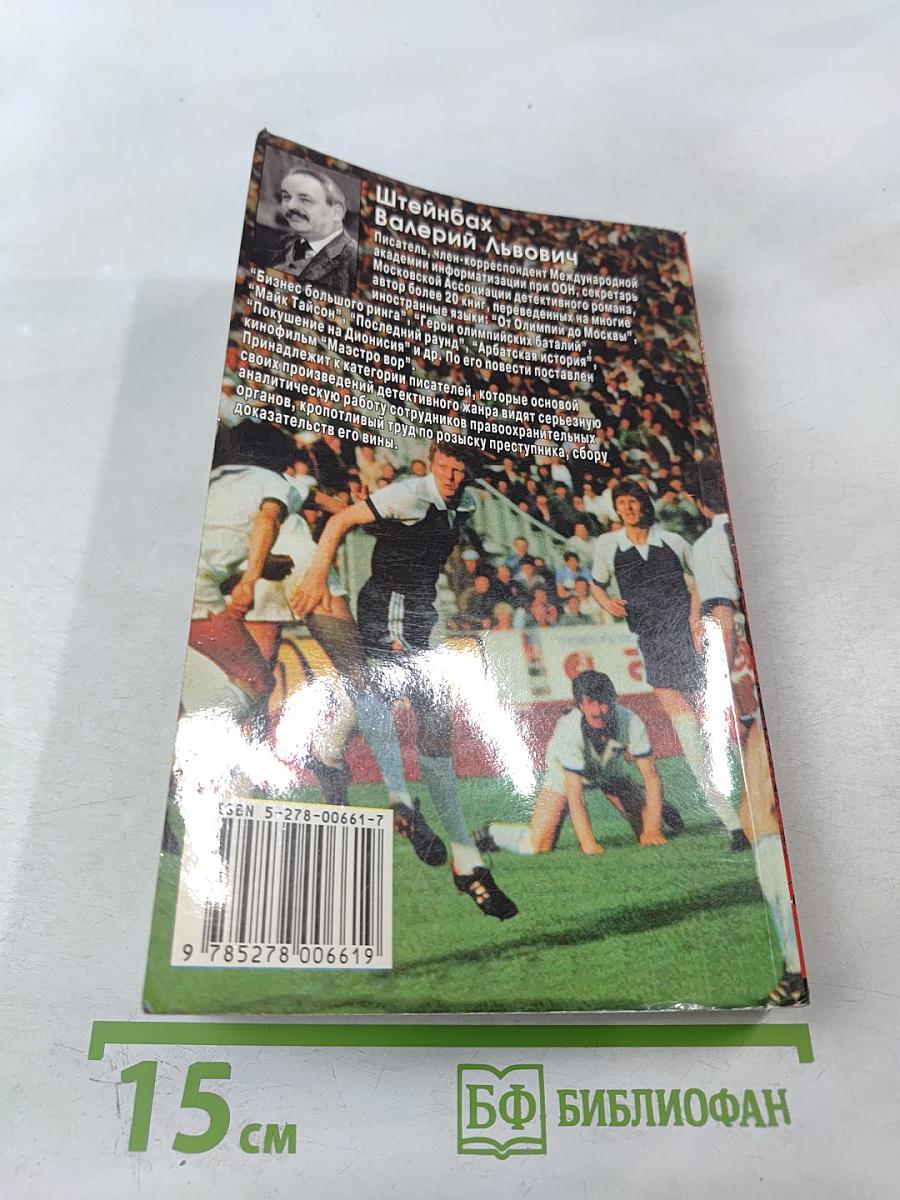 Штейнбах
Валерий Львович
Писатель, член-корреспондент Международной
академии информатизации при ООН, секретарь
Московской Ассоциации детективного романа,
автор более 20 книг, переведенных на многие
иностранные языки: "От Олимпии до Москвы",
"Бизнес большого ринга", "Герои олимпийских баталий",
"Майк Тайсон", "Последний раунд", "Арбатская история",
"Покушение на Дионисия" и др. По его повести поставлен
кинофильм "Маэстро вор".
Принадлежит к категории писателей, которые основой
своих произведений детективного жанра видят серьезную
аналитическую работу сотрудников правоохранительных
органов, кропотливый труд по розыску преступника, сбору
доказательств его вины.
ISBN 5-278-00661-7
9 785278 006619
15 см
БФ БИБЛИОФАН